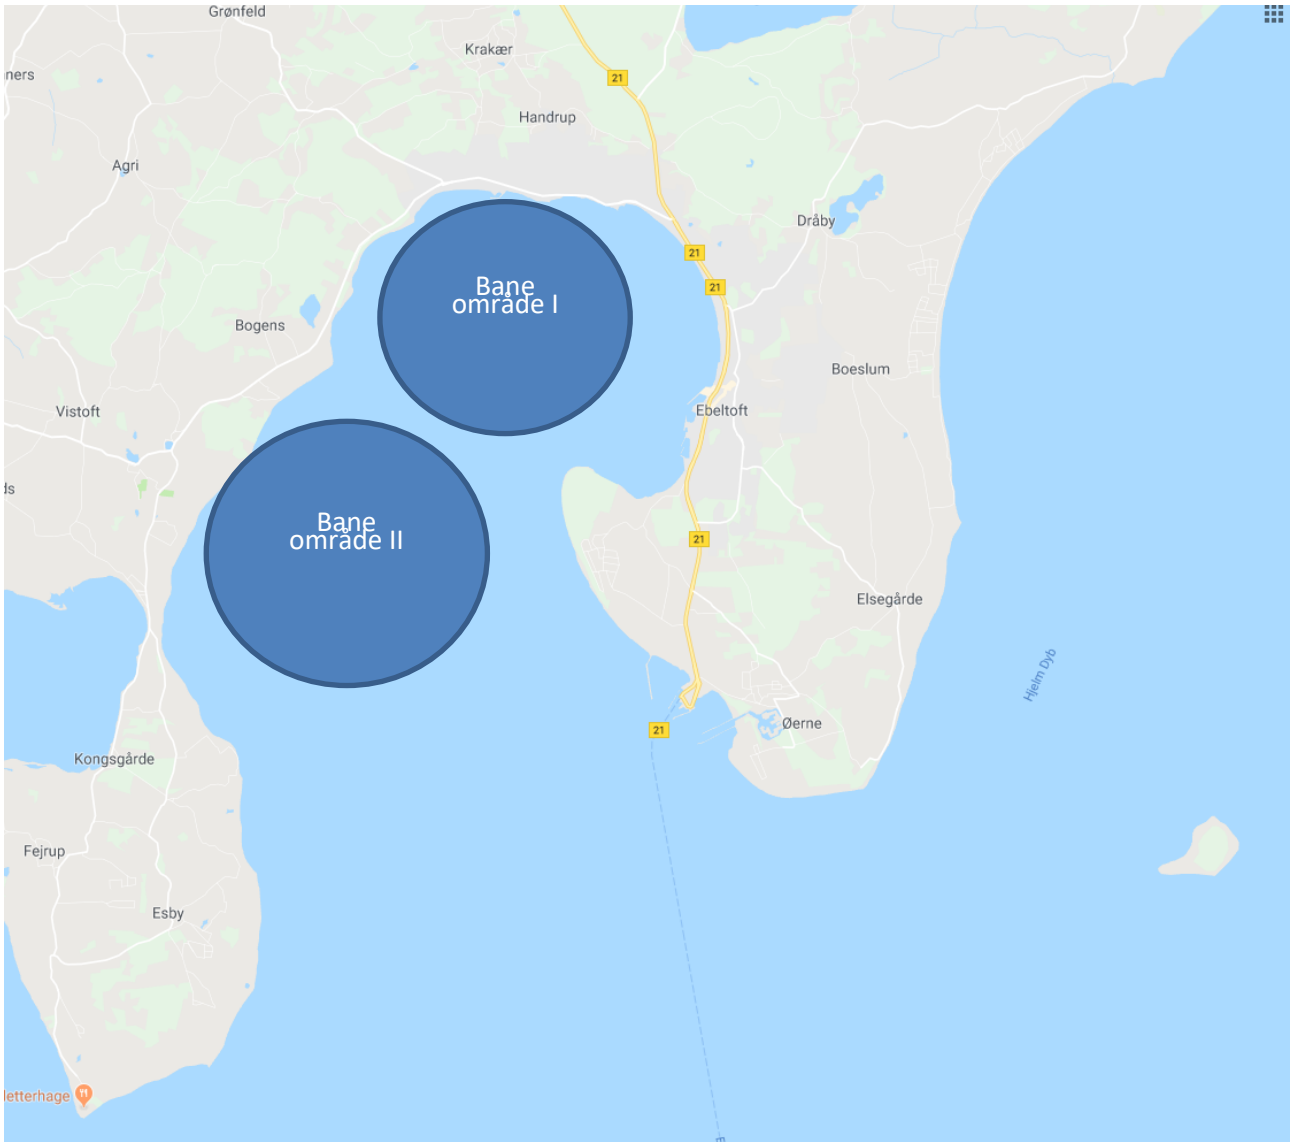 Grønfeld
Krakær
ners
21
Handrup
Agri
Dråby
21
21
Bane
område I
Bogens
Boeslum
Vistoft
Ebeltoft
ds
Bane
område II
21
Elsegårde
Hjelm Dyb
Øerne
21
Kongsgårde
Fejrup
Esby
letterhage